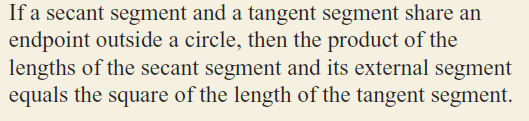 If a secant segment and a tangent segment share an
endpoint outside a circle, then the product of the
lengths of the secant segment and its external segment
equals the square of the length of the tangent segment.